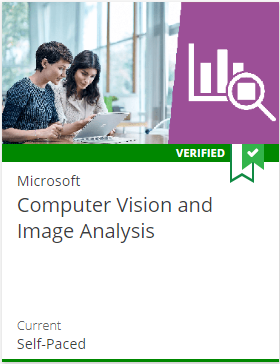 VERIFIED
Microsoft
Computer Vision and
Image Analysis
Current
Self-Paced